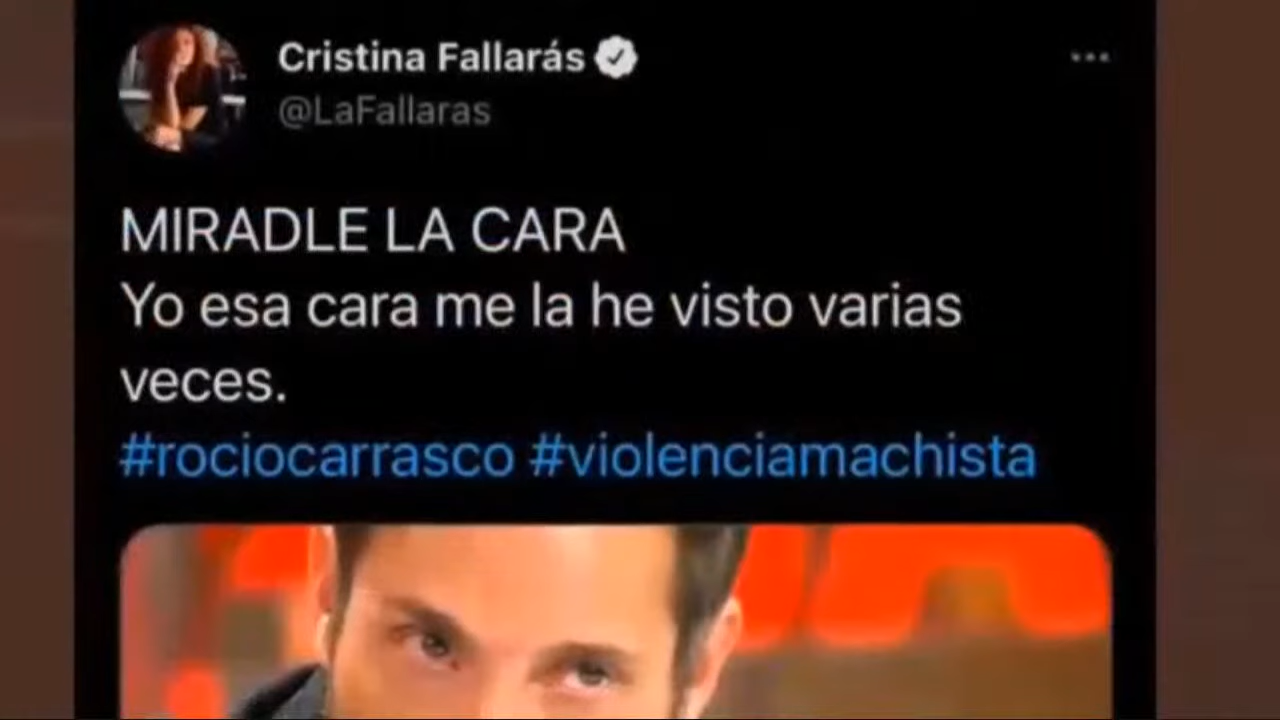 Cristina Fallarás
@LaFallaras
MIRADLE LA CARA
Yo esa cara me la he visto varias
veces.
#rociocarrasco #violenciamachista